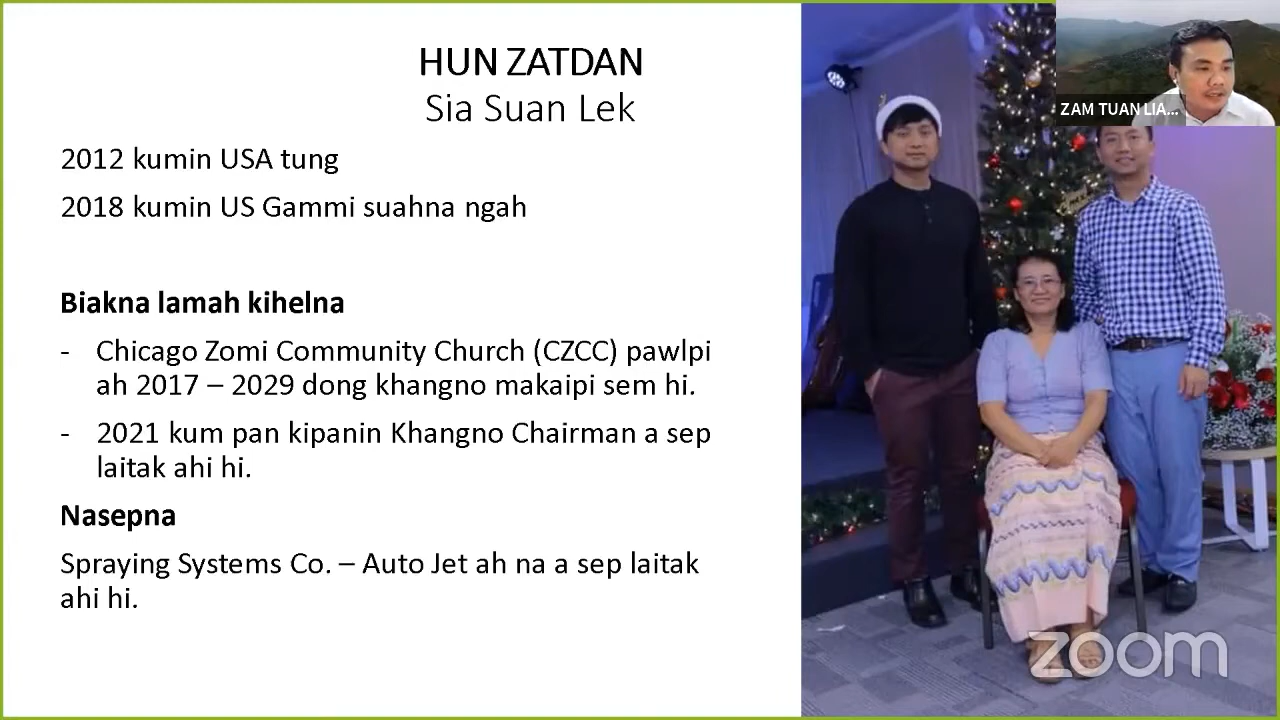 HUN ZATDAN
Sia Suan Lek
2012 kumin USA tung
2018 kumin US Gammi suahna ngah
Biakna lamah kihelna
- Chicago Zomi Community Church (CZCC) pawlpi
ah 2017 – 2029 dong khangno makaipi sem hi.
- 2021 kum pan kipanin Khangno Chairman a sep
laitak ahi hi.
Nasepna
Spraying Systems Co. – Auto Jet ah na a sep laitak
ahi hi.
ZAM TUAN LIA...
zoom